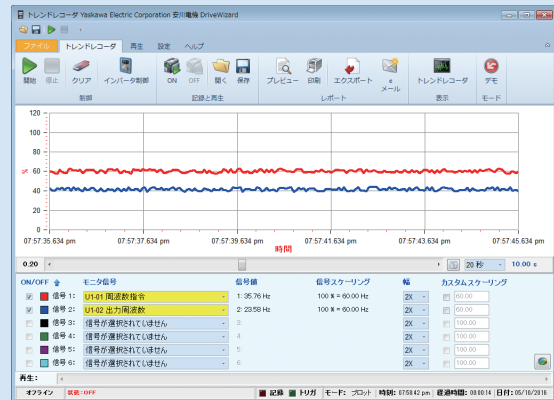 トレンドレコーダ Yaskawa Electric Corporation 安川電機 DriveWizard
ファイル トレンドレコーダ 再生 設定 ヘルプ
開始 停止 クリア インバータ制御 ON OFF 開く 保存 プレビュー 印刷 エクスポート e メール トレンドレコーダ デモ
制御 記録と再生 レポート 表示 モード
120
100
80
%
60
40
20
0
07:57:35.634 pm 07:57:37.634 pm 07:57:39.634 pm 07:57:41.634 pm 07:57:43.634 pm 07:57:45.634 pm
時間
0.20 20 秒 10.00 s
ON/OFF モニタ信号 信号値 信号スケーリング 幅 カスタムスケーリング
信号 1: U1-01 周波数指令 1: 35.76 Hz 100 % = 60.00 Hz 2X 60.00
信号 2: U1-02 出力周波数 2: 23.58 Hz 100 % = 60.00 Hz 2X 60.00
信号 3: 信号が選択されていません 3: 2X 100.00
信号 4: 信号が選択されていません 4: 2X 100.00
信号 5: 信号が選択されていません 5: 2X 100.00
信号 6: 信号が選択されていません 6: 2X 100.00
再生:
オフライン 状態:OFF 記録 トリガ モード: プロット 時刻: 07:58:42 pm 経過時間: 00:00:14 日付: 05/10/2016